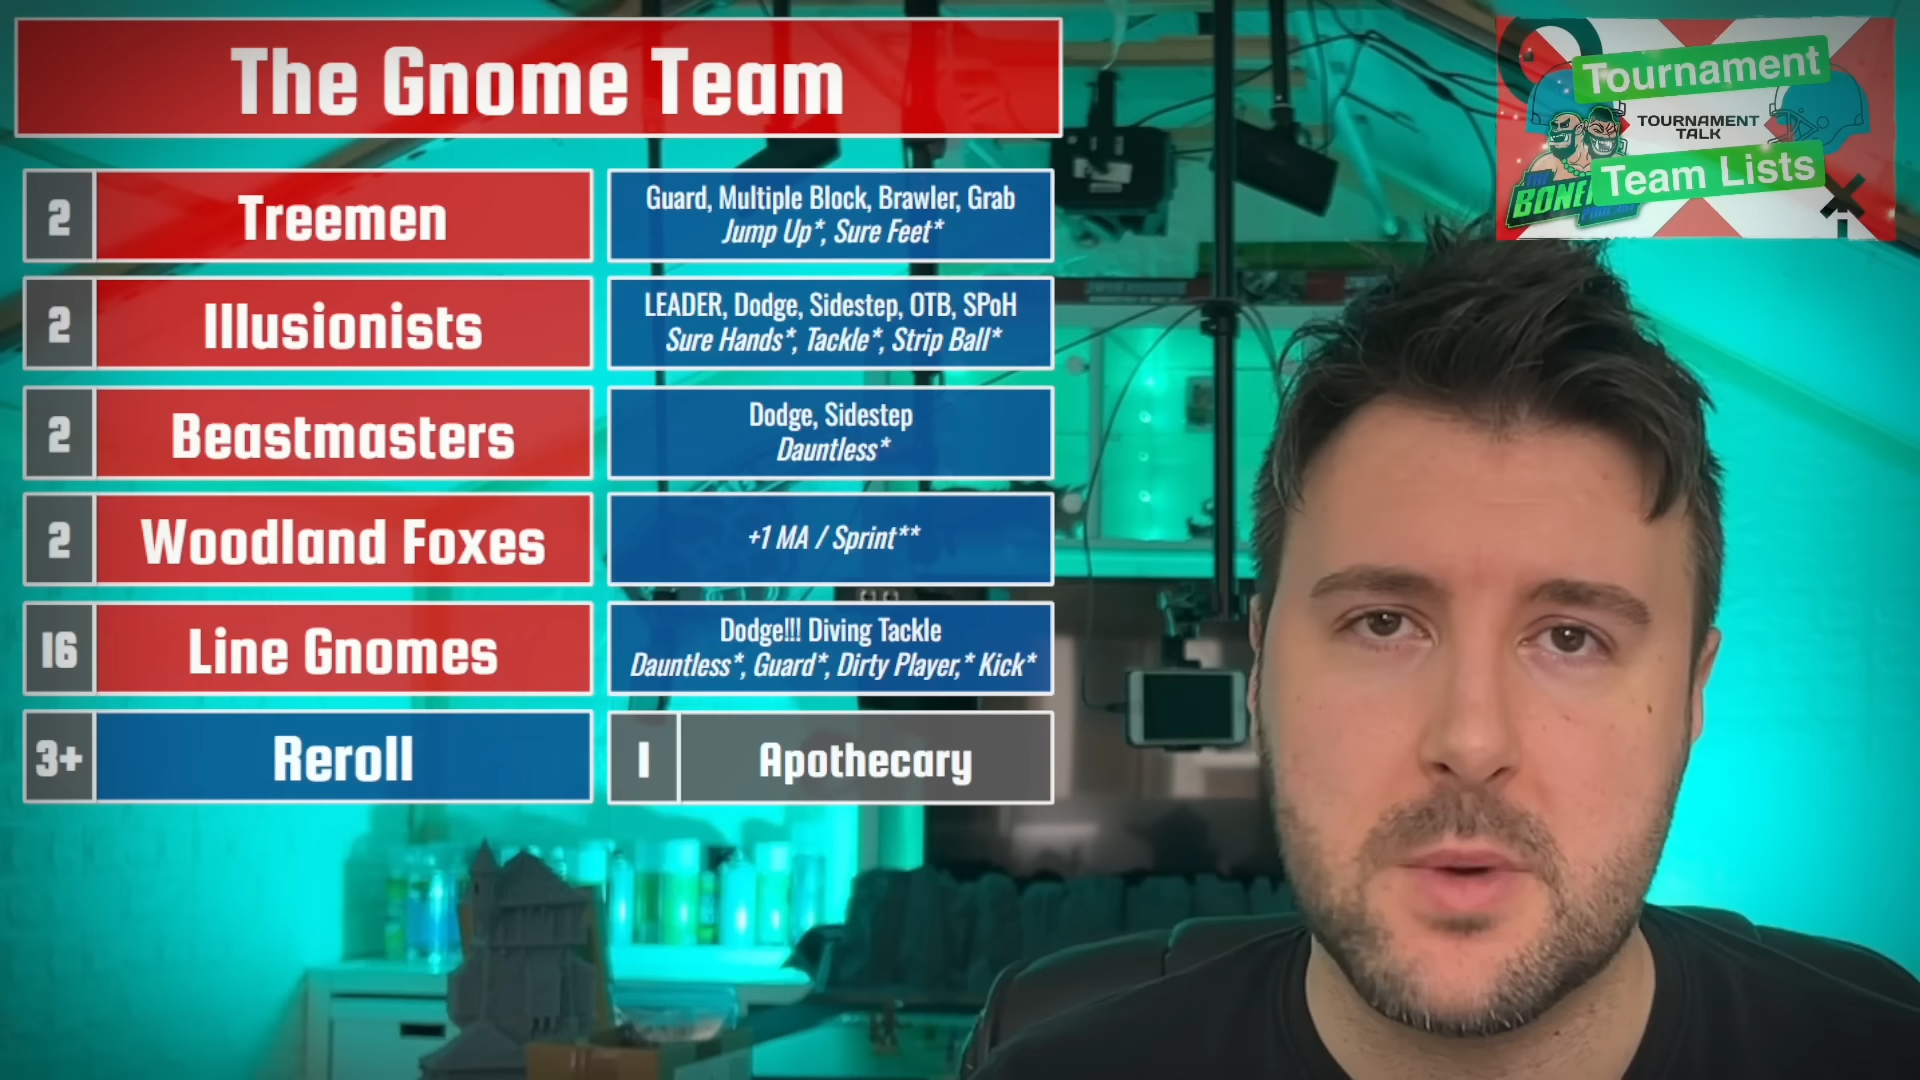 The Gnome Team
2
Treemen
Guard, Multiple Block, Brawler, Grab
Jump Up*, Sure Feet*
2
Illusionists
LEADER, Dodge, Sidestep, OTB, SPoH
Sure Hands*, Tackle*, Strip Ball*
2
Beastmasters
Dodge, Sidestep
Dauntless*
2
Woodland Foxes
+1 MA / Sprint**
16
Line Gnomes
Dodge!!! Diving Tackle
Dauntless*, Guard*, Dirty Player,* Kick*
3+
Reroll
1
Apothecary
Tournament
TOURNAMENT
TALK
Team Lists